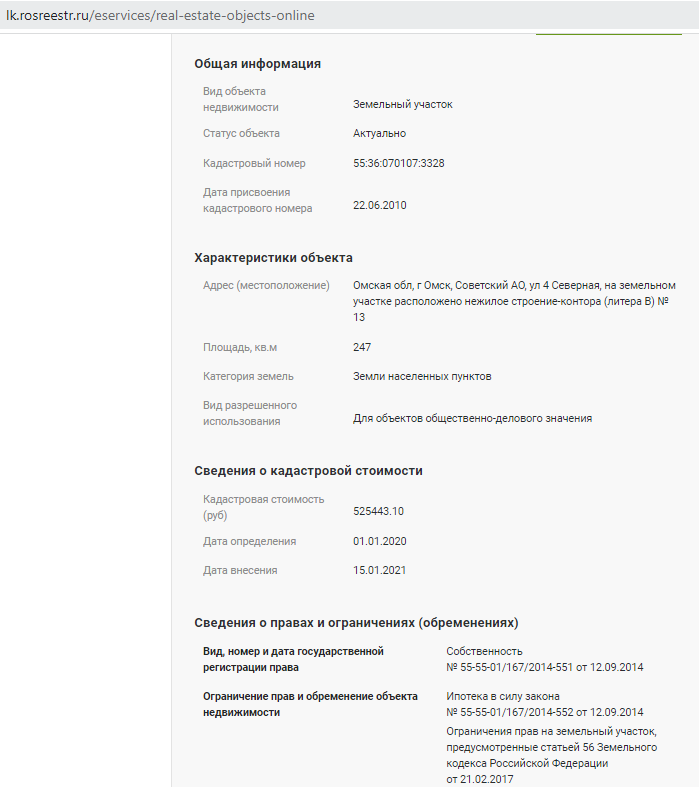 lk.rosreestr.ru/eservices/real-estate-objects-online
Общая информация
Вид объекта
недвижимости
Земельный участок
Статус объекта
Актуально
Кадастровый номер
55:36:070107:3328
Дата присвоения
кадастрового номера
22.06.2010
Характеристики объекта
Адрес (местоположение)
Омская обл, г Омск, Советский АО, ул 4 Северная, на земельном
участке расположено нежилое строение-контора (литера В) №
13
Площадь, кв.м
247
Категория земель
Земли населенных пунктов
Вид разрешенного
использования
Для объектов общественно-делового значения
Сведения о кадастровой стоимости
Кадастровая стоимость
(руб)
525443.10
Дата определения
01.01.2020
Дата внесения
15.01.2021
Сведения о правах и ограничениях (обременениях)
Вид, номер и дата государственной
регистрации права
Собственность
№ 55-55-01/167/2014-551 от 12.09.2014
Ограничение прав и обременение объекта
недвижимости
Ипотека в силу закона
№ 55-55-01/167/2014-552 от 12.09.2014
Ограничения прав на земельный участок,
предусмотренные статьей 56 Земельного
кодекса Российской Федерации
от 21.02.2017